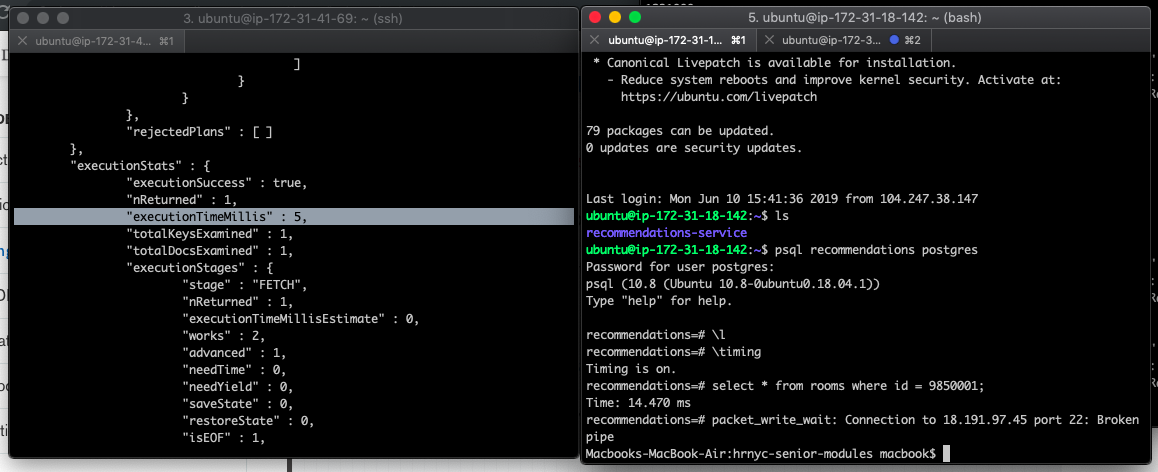 3. ubuntu@ip-172-31-41-69: ~ (ssh)
ubuntu@ip-172-31-4... ⌘1
]
}
}
},
"rejectedPlans" : [ ]
},
"executionStats" : {
"executionSuccess" : true,
"nReturned" : 1,
"executionTimeMillis" : 5,
"totalKeysExamined" : 1,
"totalDocsExamined" : 1,
"executionStages" : {
"stage" : "FETCH",
"nReturned" : 1,
"executionTimeMillisEstimate" : 0,
"works" : 2,
"advanced" : 1,
"needTime" : 0,
"needYield" : 0,
"saveState" : 0,
"restoreState" : 0,
"isEOF" : 1,
5. ubuntu@ip-172-31-18-142: ~ (bash)
ubuntu@ip-172-31-1... ⌘1
ubuntu@ip-172-3... ⌘2
* Canonical Livepatch is available for installation.
- Reduce system reboots and improve kernel security. Activate at:
https://ubuntu.com/livepatch
79 packages can be updated.
0 updates are security updates.
Last login: Mon Jun 10 15:41:36 2019 from 104.247.38.147
ubuntu@ip-172-31-18-142:~$ ls
recommendations-service
ubuntu@ip-172-31-18-142:~$ psql recommendations postgres
Password for user postgres:
psql (10.8 (Ubuntu 10.8-0ubuntu0.18.04.1))
Type "help" for help.
recommendations=# \l
recommendations=# \timing
Timing is on.
recommendations=# select * from rooms where id = 9850001;
Time: 14.470 ms
recommendations=# packet_write_wait: Connection to 18.191.97.45 port 22: Broken
pipe
Macbooks-MacBook-Air:hrnyc-senior-modules macbook$